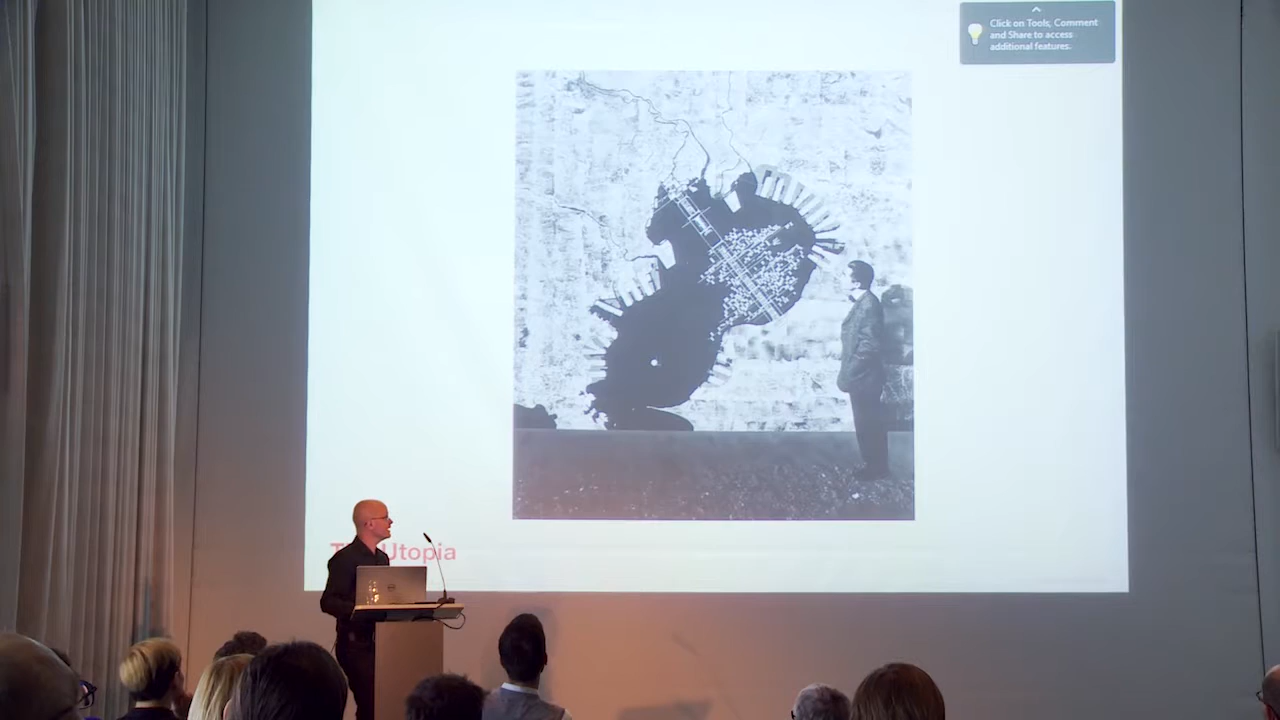 Click on Tools, Comment
and Share to access
additional features.
Utopia